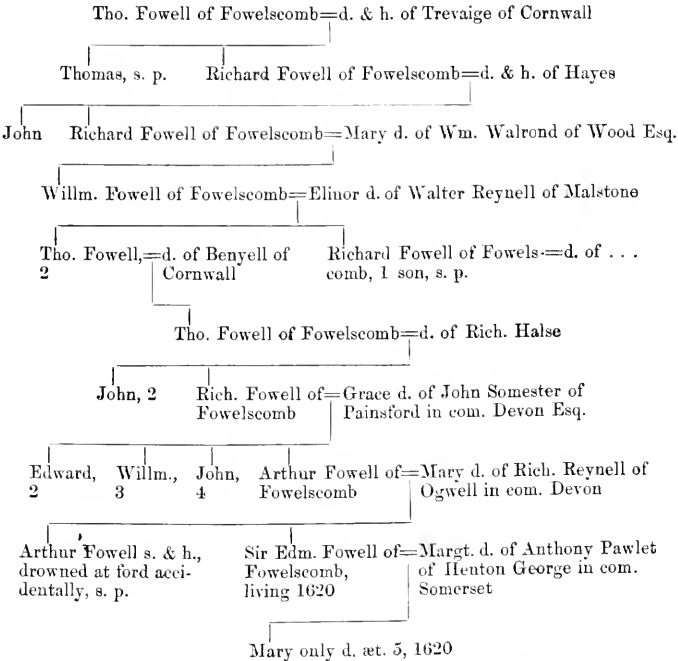 Tho. Fowell of Fowelscomb=d. & h. of Trevaige of Cornwall
Thomas, s. p. Richard Fowell of Fowelscomb=d. & h. of Hayes
John Richard Fowell of Fowelscomb=Mary d. of Wm. Walrond of Wood Esq.
Willm. Fowell of Fowelscomb=Elinor d. of Walter Reynell of Malstone
Tho. Fowell,=d. of Benyell of Richard Fowell of Fowels-=d. of . . .
2 Cornwall comb, 1 son, s. p.
Tho. Fowell of Fowelscomb=d. of Rich. Halse
John, 2 Rich. Fowell of=Grace d. of John Somester of
Fowelscomb Painsford in com. Devon Esq.
Edward, Willm., John, Arthur Fowell of=Mary d. of Rich. Reynell of
2 3 4 Fowelscomb Ogwell in com. Devon
Arthur Fowell s. & h., Sir Edm. Fowell of=Margt. d. of Anthony Pawlet
drowned at ford acci- Fowelscomb, of Henton George in com.
dentally, s. p. living 1620 Somerset
Mary only d. æt. 5, 1620